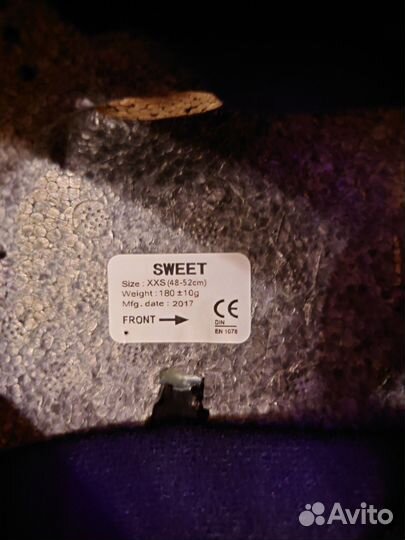 SWEET
Size : XXS (48-52cm)
Weight : 180 ±10g
Mfg. date : 2017
FRONT → CE
DIN
EN 1078
Avito